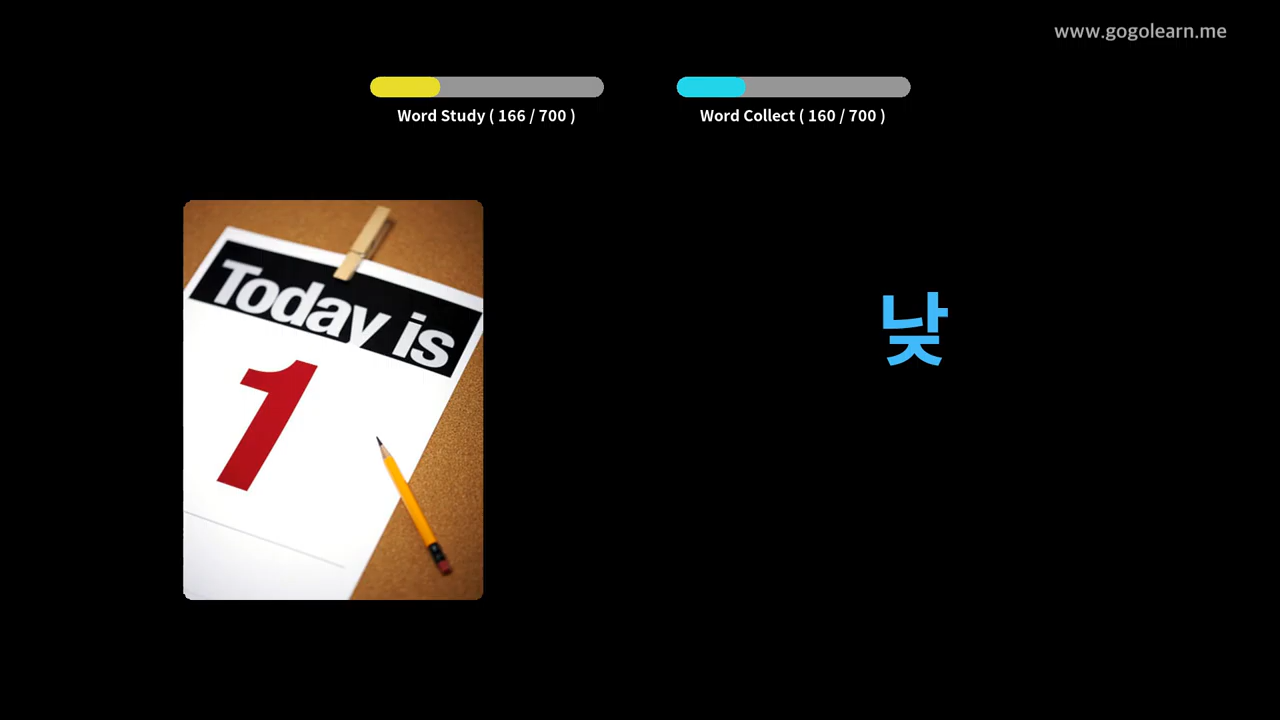 www.gogolearn.me
Word Study ( 166 / 700 )
Word Collect ( 160 / 700 )
Today is
1
낮